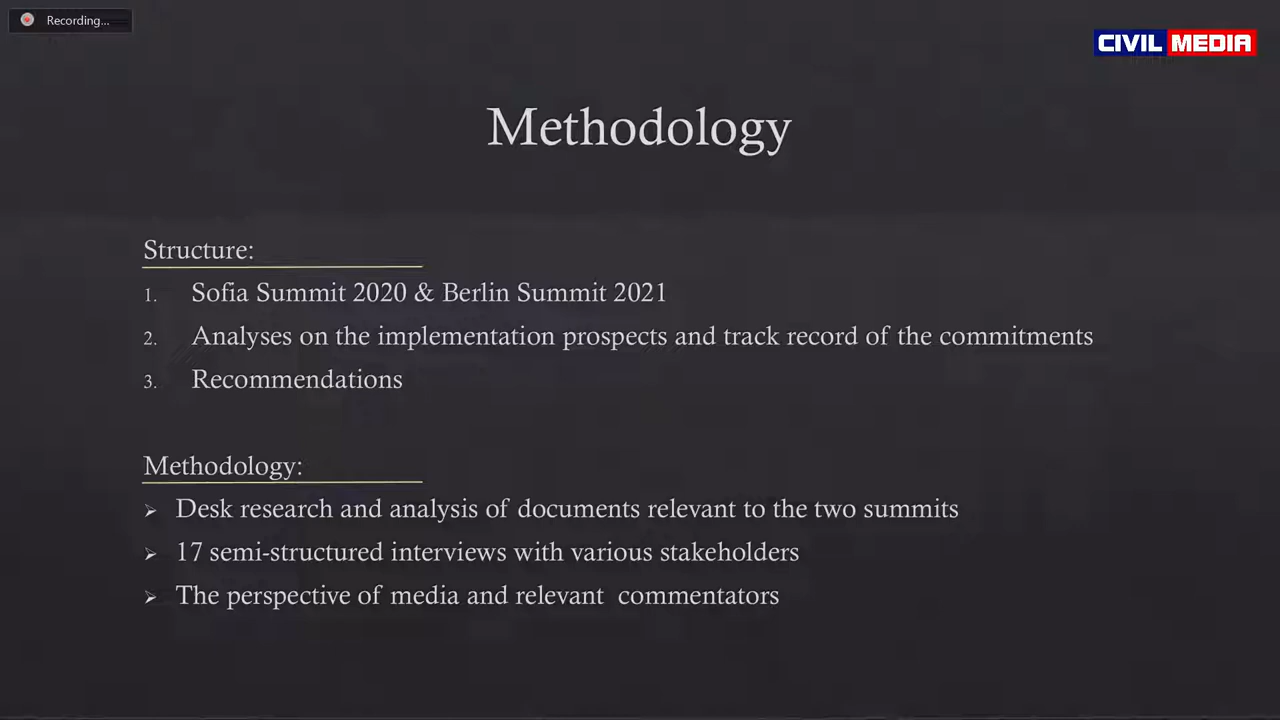 Recording...
CIVIL MEDIA
Methodology
Structure:
1. Sofia Summit 2020 & Berlin Summit 2021
2. Analyses on the implementation prospects and track record of the commitments
3. Recommendations
Methodology:
➢ Desk research and analysis of documents relevant to the two summits
➢ 17 semi-structured interviews with various stakeholders
➢ The perspective of media and relevant commentators